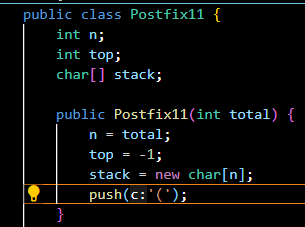 public class Postfix11 {
int n;
int top;
char[] stack;
public Postfix11(int total) {
n = total;
top = -1;
stack = new char[n];
push(c:'(');
}